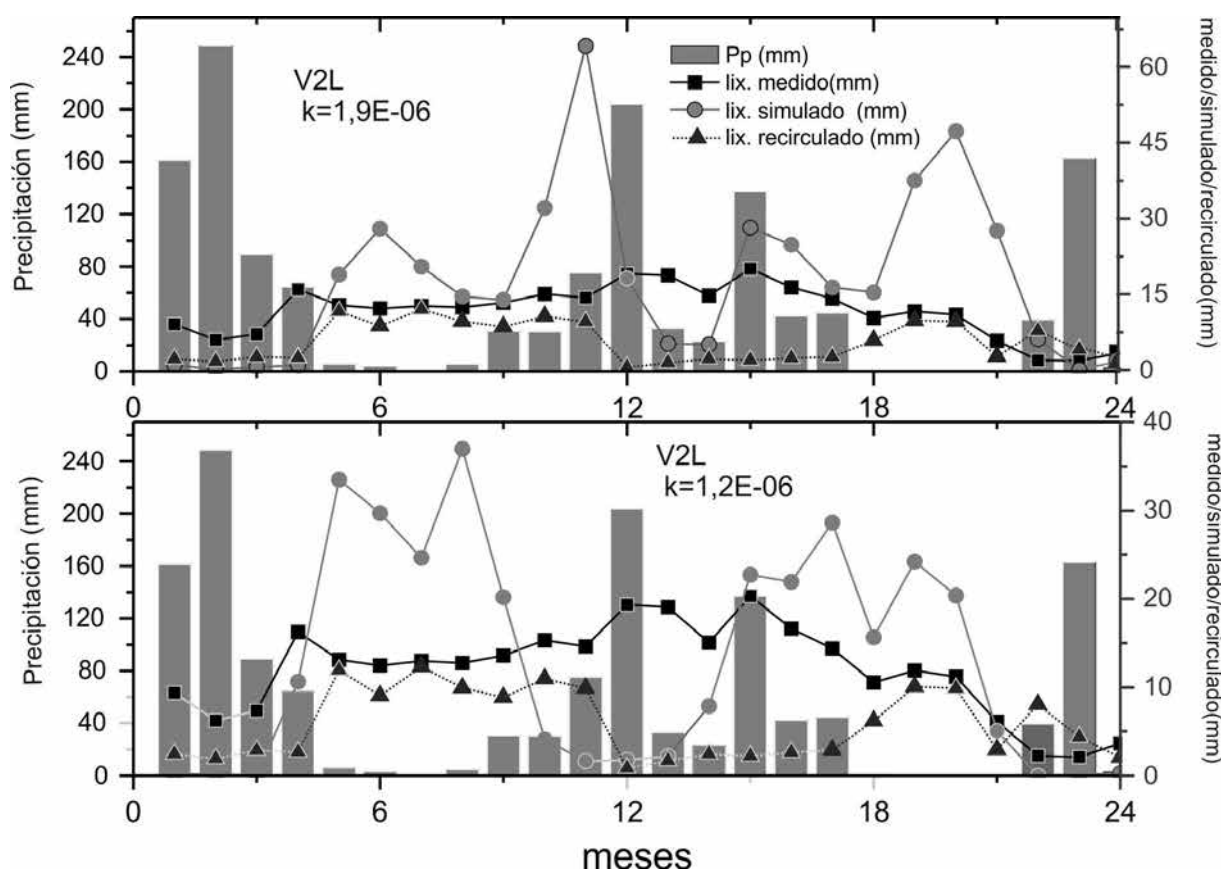 Precipitación (mm)
240
200
160
120
80
40
0
V2L
k=1,9E-06
Pp (mm)
lix. medido(mm)
lix. simulado (mm)
lix. recirculado (mm)
60
45
30
15
0
medido/simulado/recirculado(mm)
0
6
12
18
24
Precipitación (mm)
240
200
160
120
80
40
0
V2L
k=1,2E-06
40
30
20
10
0
medido/simulado/recirculado(mm)
0
6
12
18
24
meses